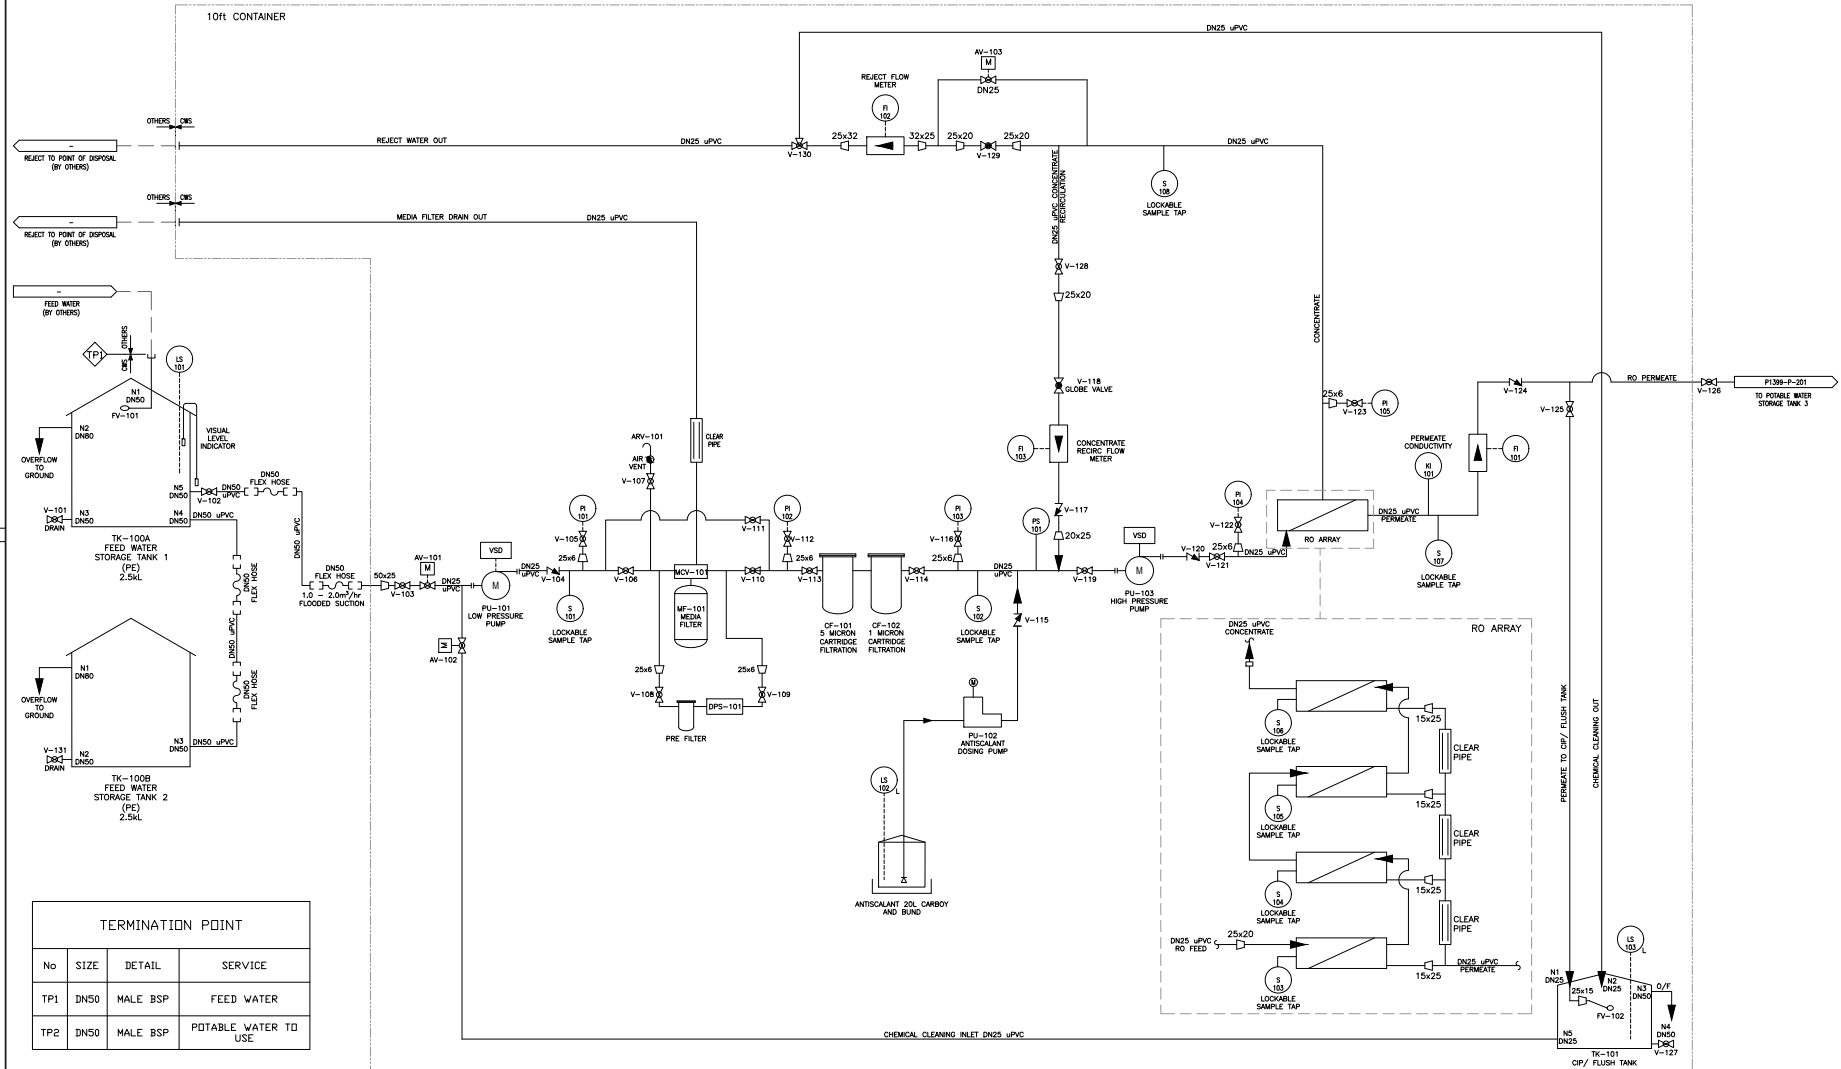 10ft CONTAINER
DN25 uPVC
AV-103
M
DN25
REJECT FLOW
METER
FI
102
OTHERS
CWS
-
REJECT TO POINT OF DISPOSAL
(BY OTHERS)
REJECT WATER OUT
DN25 uPVC
V-130
25x32
32x25
25x20
V-129
25x20
DN25 uPVC
S
108
LOCKABLE
SAMPLE TAP
DN25 uPVC CONCENTRATE
RECIRCULATION
OTHERS
CWS
-
REJECT TO POINT OF DISPOSAL
(BY OTHERS)
MEDIA FILTER DRAIN OUT
DN25 uPVC
V-128
25x20
-
FEED WATER
(BY OTHERS)
TP1
OTHERS
CWS
LS
101
N1
DN50
FV-101
N2
DN80
OVERFLOW
TO
GROUND
VISUAL
LEVEL
INDICATOR
N5
DN50
V-102
DN50
uPVC
DN50
FLEX HOSE
V-101
DRAIN
N3
DN50
N4
DN50
DN50 uPVC
DN50 uPVC
TK-100A
FEED WATER
STORAGE TANK 1
(PE)
2.5kL
DN50
FLEX HOSE
DN50 uPVC
DN50
FLEX HOSE
DN50
FLEX HOSE
1.0 - 2.0m³/hr
FLOODED SUCTION
50x25
V-103
AV-101
M
DN25
uPVC
N1
DN80
OVERFLOW
TO
GROUND
V-131
DRAIN
N2
DN50
N3
DN50
DN50 uPVC
TK-100B
FEED WATER
STORAGE TANK 2
(PE)
2.5kL
M
AV-102
VSD
M
PU-101
LOW PRESSURE
PUMP
DN25
uPVC
V-104
PI
101
V-105
25x6
S
101
LOCKABLE
SAMPLE TAP
V-106
ARV-101
AIR
VENT
V-107
CLEAR
PIPE
MCV-101
MF-101
MEDIA
FILTER
V-111
V-110
PI
102
V-112
25x6
V-113
25x6
V-108
PRE FILTER
DPS-101
25x6
V-109
CF-101
5 MICRON
CARTRIDGE
FILTRATION
CF-102
1 MICRON
CARTRIDGE
FILTRATION
V-114
PI
103
V-116
25x6
S
102
LOCKABLE
SAMPLE TAP
DN25
uPVC
PS
101
V-115
M
PU-102
ANTISCALANT
DOSING PUMP
LS
102
L
ANTISCALANT 20L CARBOY
AND BUND
V-118
GLOBE VALVE
FI
103
CONCENTRATE
RECIRC FLOW
METER
V-117
20x25
V-119
VSD
M
PU-103
HIGH PRESSURE
PUMP
V-120
V-121
PI
104
V-122
25x6
DN25 uPVC
RO ARRAY
CONCENTRATE
25x6
V-123
PI
105
DN25 uPVC
PERMEATE
PERMEATE
CONDUCTIVITY
KI
101
S
107
LOCKABLE
SAMPLE TAP
FI
101
V-124
V-125
RO PERMEATE
V-126
P1399-P-201
TO POTABLE WATER
STORAGE TANK 3
RO ARRAY
DN25 uPVC
CONCENTRATE
S
106
LOCKABLE
SAMPLE TAP
15x25
CLEAR
PIPE
S
105
LOCKABLE
SAMPLE TAP
15x25
CLEAR
PIPE
S
104
LOCKABLE
SAMPLE TAP
15x25
CLEAR
PIPE
DN25 uPVC
RO FEED
25x20
S
103
LOCKABLE
SAMPLE TAP
15x25
DN25 uPVC
PERMEATE
PERMEATE TO CIP/ FLUSH TANK
CHEMICAL CLEANING OUT
LS
103
L
N1
DN25
N2
DN25
N3
DN50
O/F
25x15
FV-102
N5
DN25
N4
DN50
V-127
TK-101
CIP/ FLUSH TANK
CHEMICAL CLEANING INLET DN25 uPVC
TERMINATION POINT
No SIZE DETAIL SERVICE
TP1 DN50 MALE BSP FEED WATER
TP2 DN50 MALE BSP POTABLE WATER TO
USE